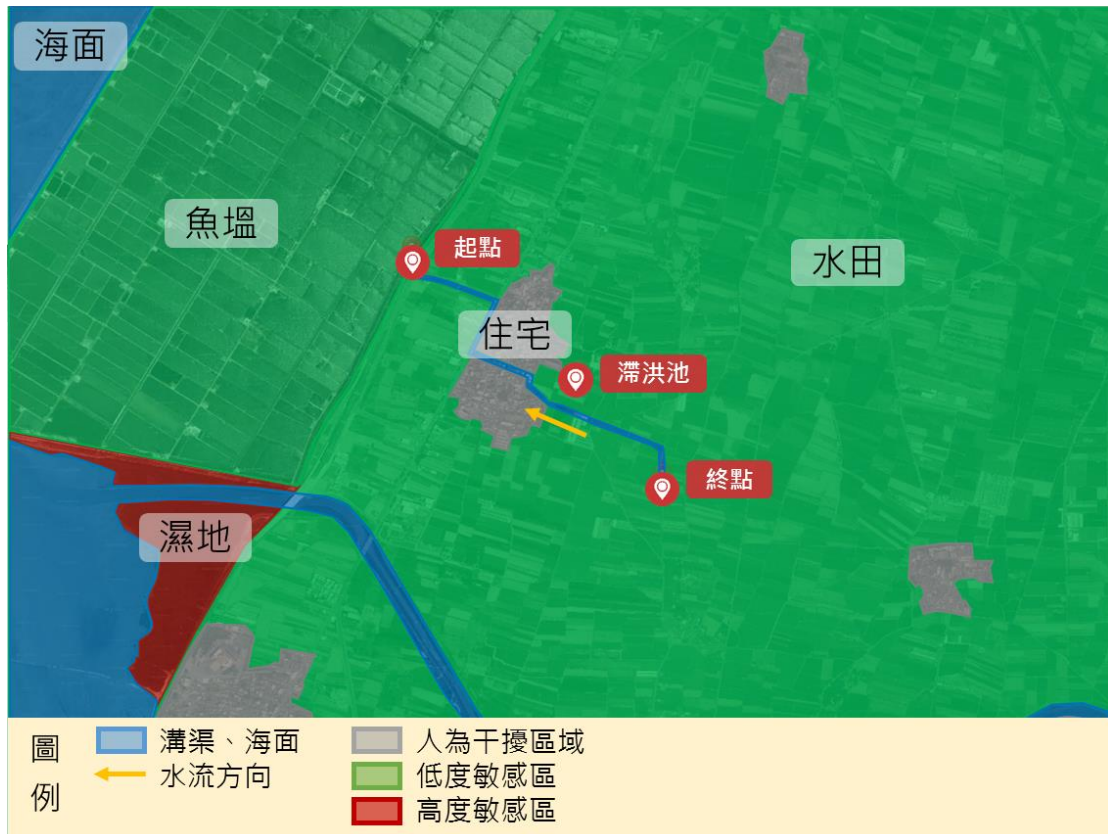 海面
魚塭
起點
水田
住宅
滯洪池
終點
濕地
圖例
溝渠、海面
水流方向
人為干擾區域
低度敏感區
高度敏感區